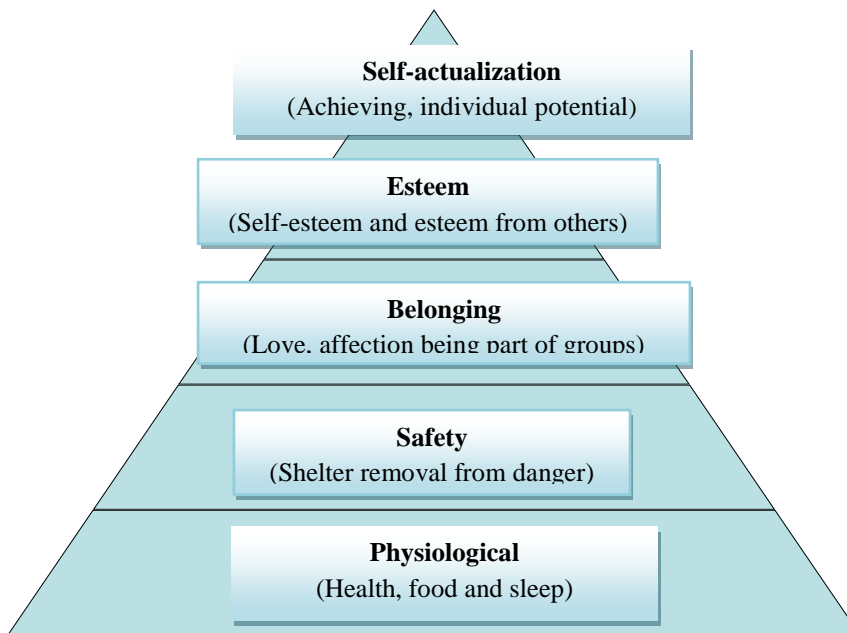 Self-actualization
(Achieving, individual potential)
Esteem
(Self-esteem and esteem from others)
Belonging
(Love, affection being part of groups)
Safety
(Shelter removal from danger)
Physiological
(Health, food and sleep)